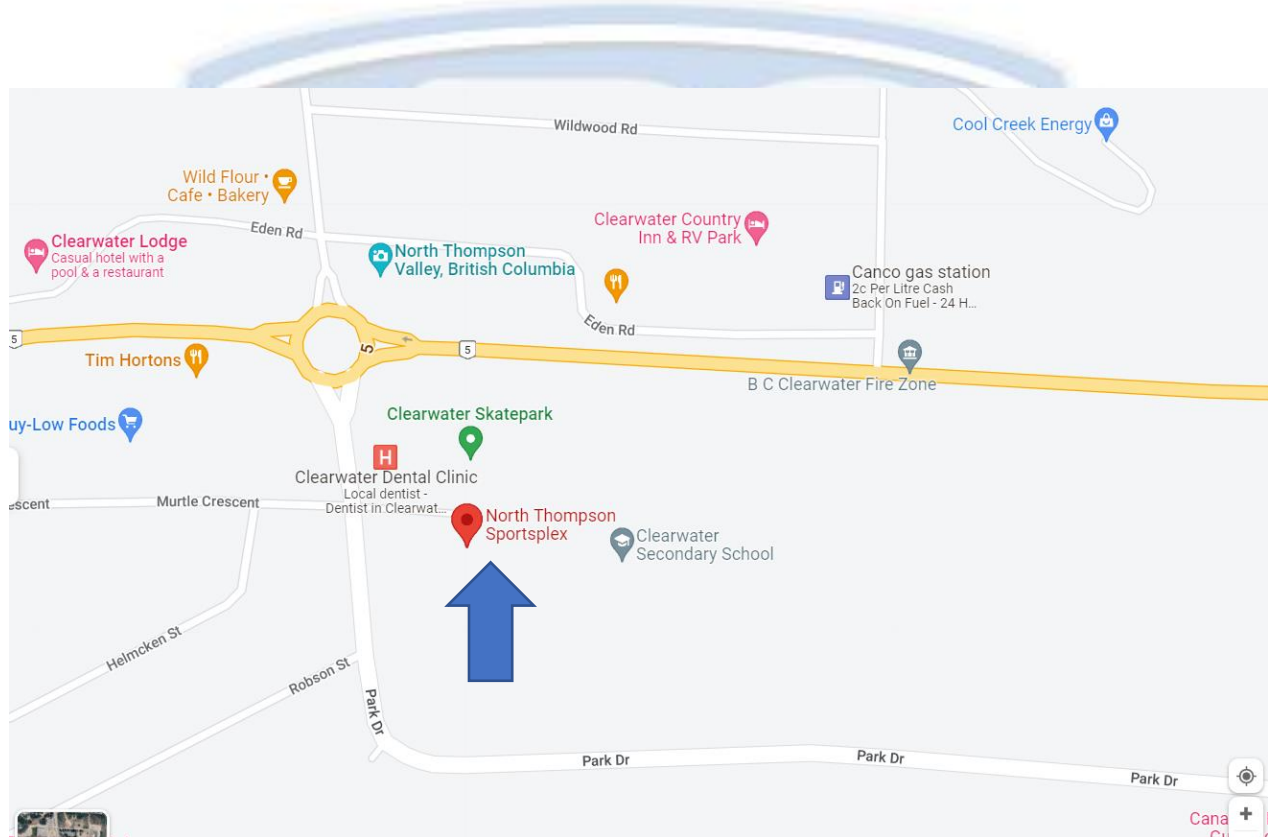 Wildwood Rd
Cool Creek Energy
Wild Flour •
Cafe • Bakery
Eden Rd
Clearwater Country
Inn & RV Park
Clearwater Lodge
Casual hotel with a
pool & a restaurant
North Thompson
Valley, British Columbia
Canco gas station
2c Per Litre Cash
Back On Fuel - 24 H...
Eden Rd
5
5
5
Tim Hortons
B C Clearwater Fire Zone
uy-Low Foods
Clearwater Skatepark
H
Clearwater Dental Clinic
Local dentist -
Dentist in Clearwat...
escent
Murtle Crescent
North Thompson
Sportsplex
Clearwater
Secondary School
Helmcken St
Robson St
Park Dr
Park Dr
Park Dr
Park Dr
Cana